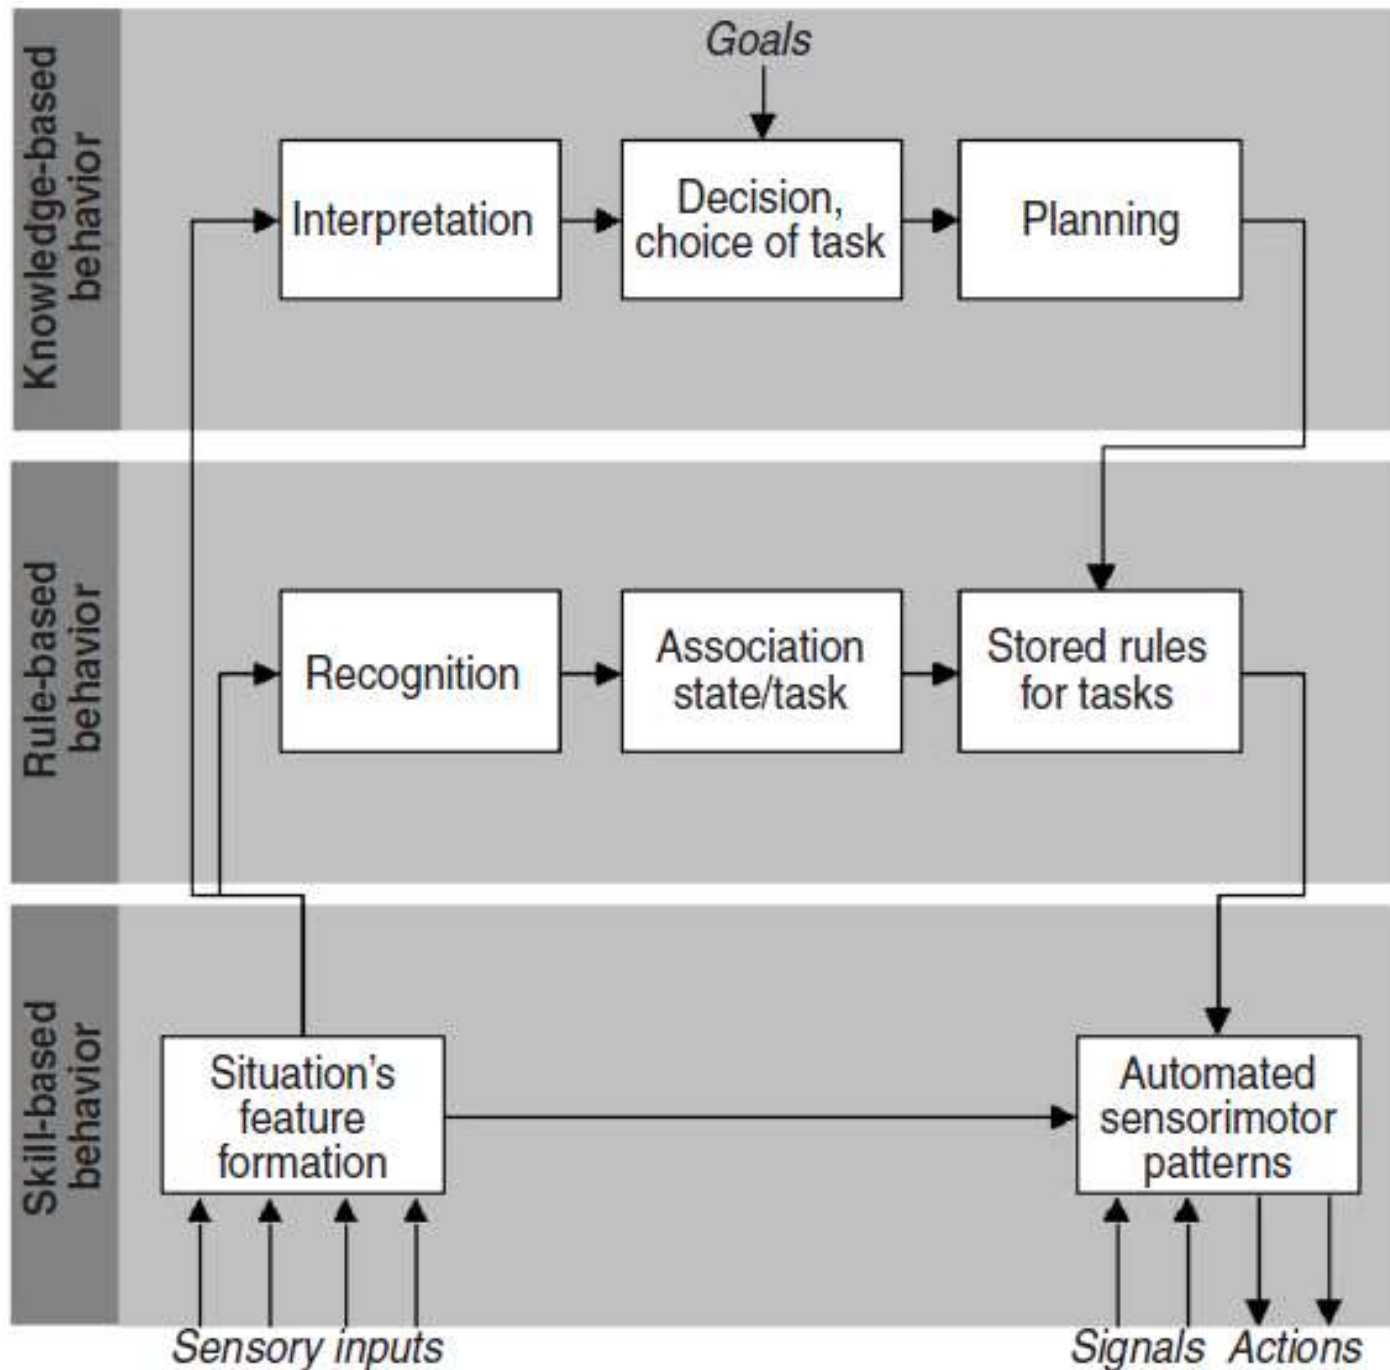 Knowledge-based
behavior
Goals
Interpretation
Decision,
choice of task
Planning
Rule-based
behavior
Recognition
Association
state/task
Stored rules
for tasks
Skill-based
behavior
Situation's
feature
formation
Automated
sensorimotor
patterns
Sensory inputs
Signals
Actions